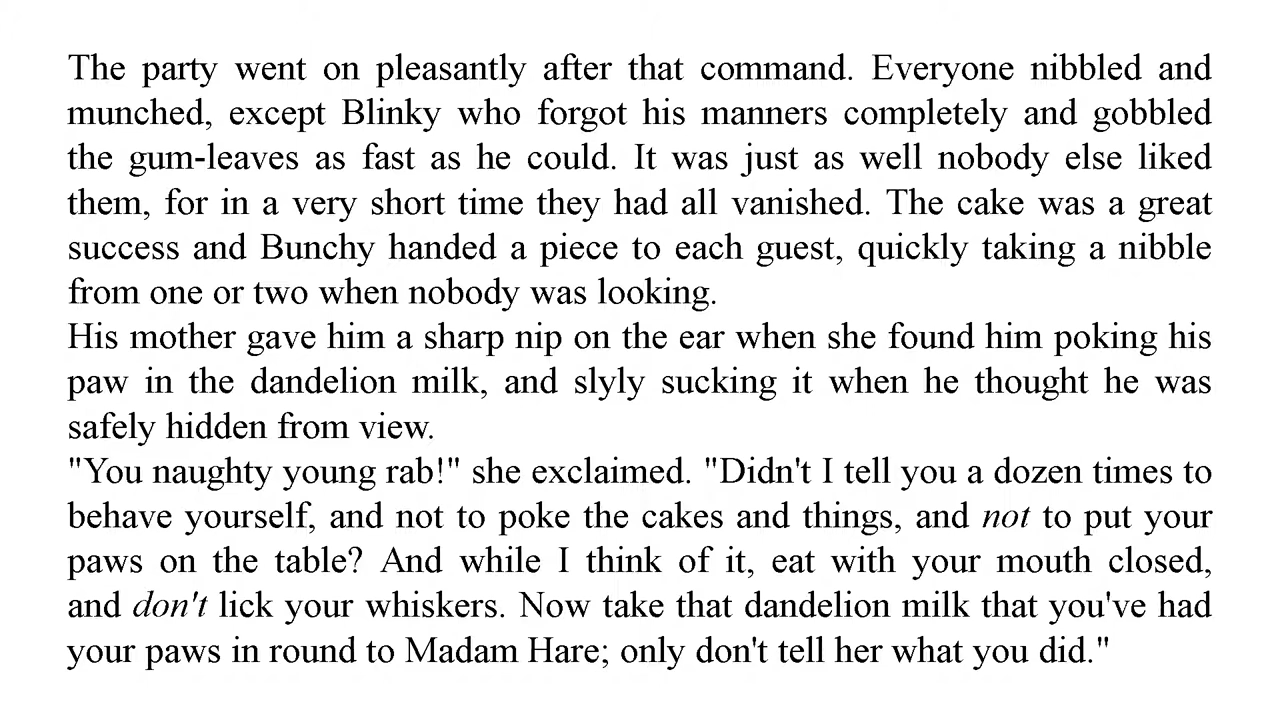 The party went on pleasantly after that command. Everyone nibbled and
munched, except Blinky who forgot his manners completely and gobbled
the gum-leaves as fast as he could. It was just as well nobody else liked
them, for in a very short time they had all vanished. The cake was a great
success and Bunchy handed a piece to each guest, quickly taking a nibble
from one or two when nobody was looking.
His mother gave him a sharp nip on the ear when she found him poking his
paw in the dandelion milk, and slyly sucking it when he thought he was
safely hidden from view.
"You naughty young rab!" she exclaimed. "Didn't I tell you a dozen times to
behave yourself, and not to poke the cakes and things, and not to put your
paws on the table? And while I think of it, eat with your mouth closed,
and don't lick your whiskers. Now take that dandelion milk that you've had
your paws in round to Madam Hare; only don't tell her what you did."